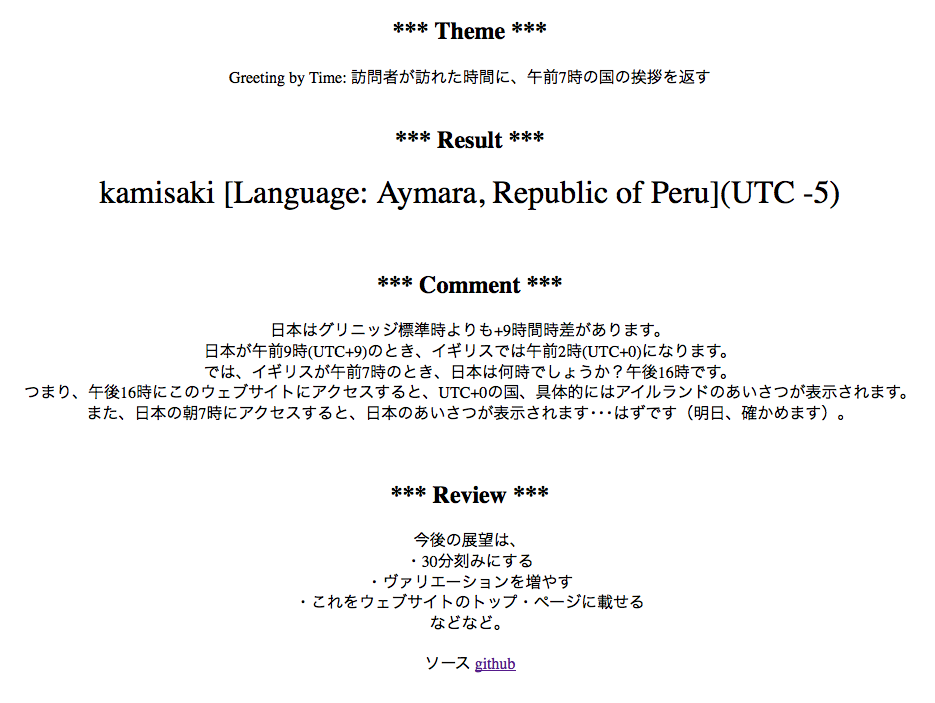 *** Theme ***
Greeting by Time: 訪問者が訪れた時間に、午前7時の国の挨拶を返す
*** Result ***
kamisaki [Language: Aymara, Republic of Peru](UTC -5)
*** Comment ***
日本はグリニッジ標準時よりも+9時間時差があります。
日本が午前9時(UTC+9)のとき、イギリスでは午前2時(UTC+0)になります。
では、イギリスが午前7時のとき、日本は何時でしょうか？午後16時です。
つまり、午後16時にこのウェブサイトにアクセスすると、UTC+0の国、具体的にはアイルランドのあいさつが表示されます。
また、日本の朝7時にアクセスすると、日本のあいさつが表示されます･･･はずです（明日、確かめます）。
*** Review ***
今後の展望は、
・30分刻みにする
・ヴァリエーションを増やす
・これをウェブサイトのトップ・ページに載せる
などなど。
ソース github